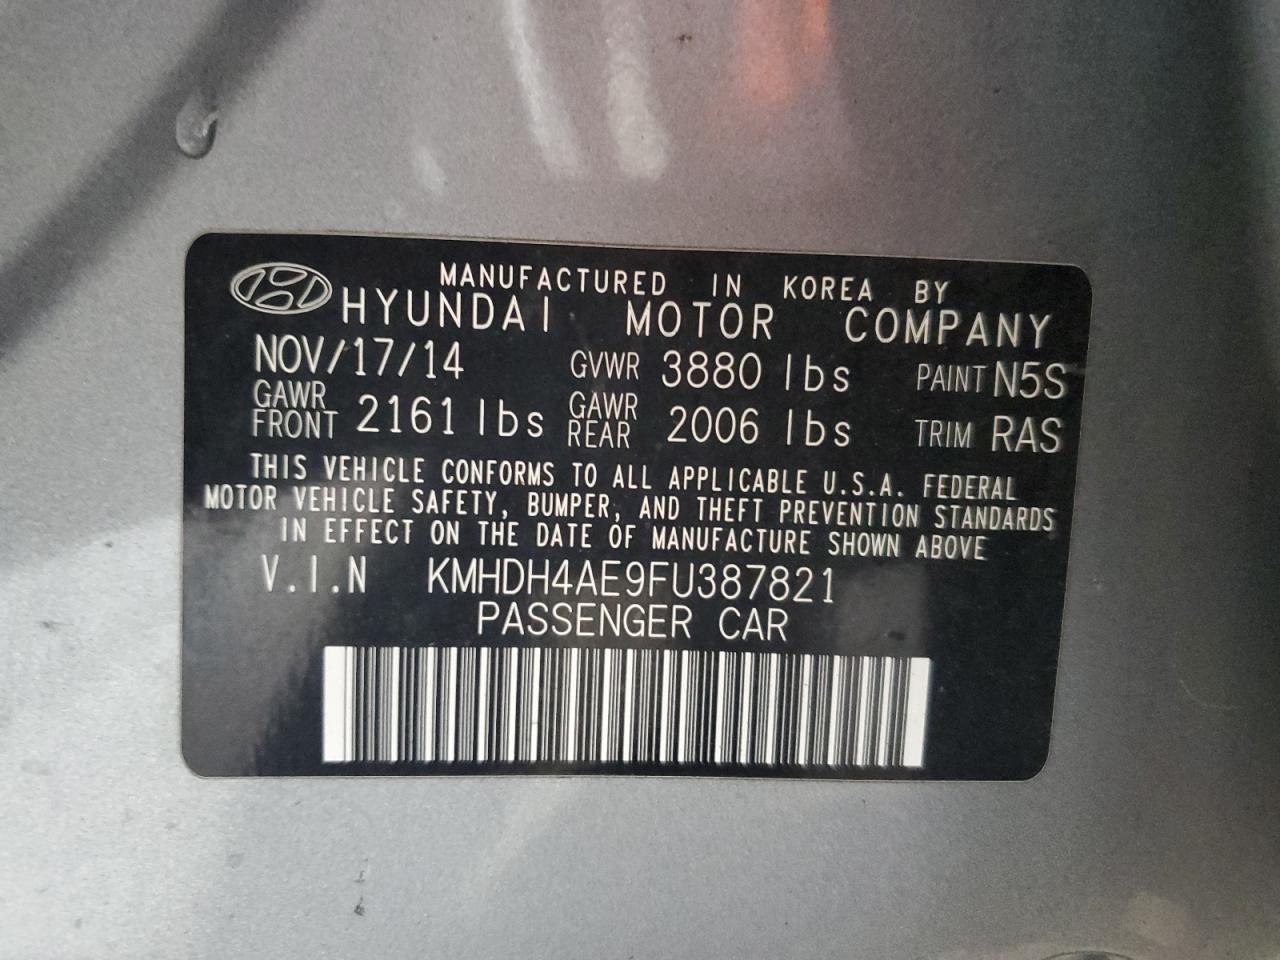 MANUFACTURED IN KOREA BY
HYUNDAI MOTOR COMPANY
NOV/17/14 GVWR 3880 lbs PAINT N5S
GAWR FRONT 2161 lbs GAWR REAR 2006 lbs TRIM RAS
THIS VEHICLE CONFORMS TO ALL APPLICABLE U.S.A. FEDERAL
MOTOR VEHICLE SAFETY, BUMPER, AND THEFT PREVENTION STANDARDS
IN EFFECT ON THE DATE OF MANUFACTURE SHOWN ABOVE
V.I.N KMHDH4AE9FU387821
PASSENGER CAR